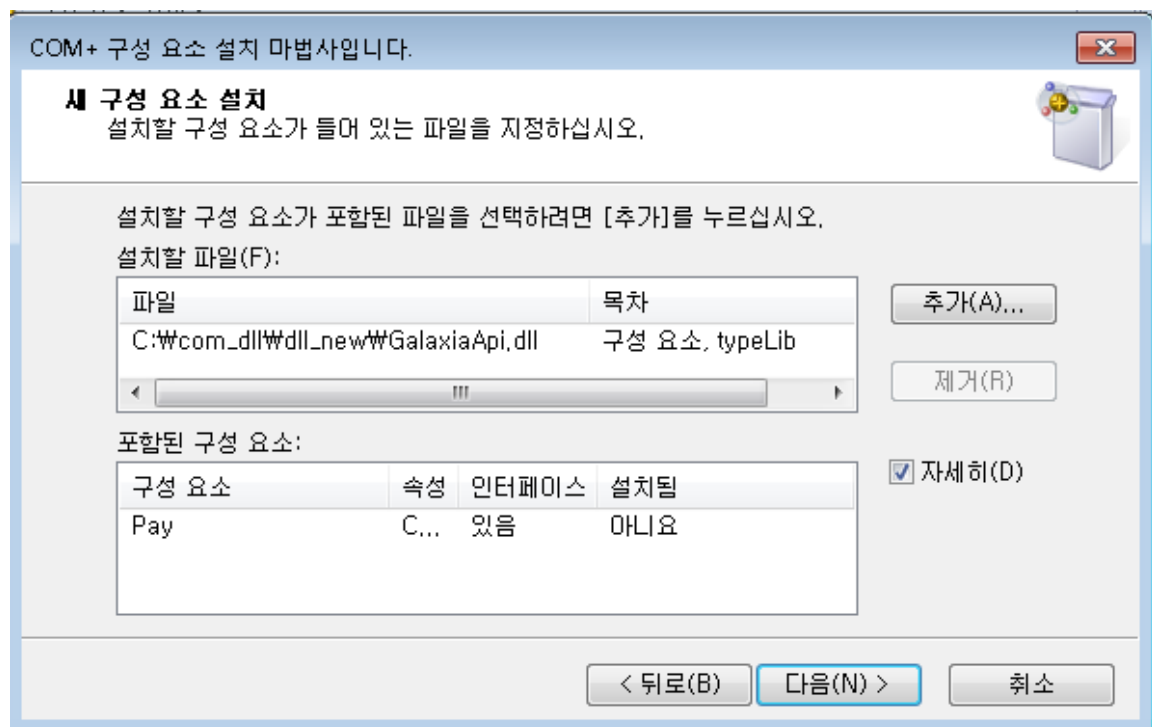 COM+ 구성 요소 설치 마법사입니다.
새 구성 요소 설치
설치할 구성 요소가 들어 있는 파일을 지정하십시오.
설치할 구성 요소가 포함된 파일을 선택하려면 [추가]를 누르십시오.
설치할 파일(F):
파일 목차 추가(A)...
C:₩com_dll₩dll_new₩GalaxiaApi.dll 구성 요소, typeLib
제거(R)
포함된 구성 요소:
구성 요소 속성 인터페이스 설치됨 자세히(D)
Pay C... 있음 아니요
< 뒤로(B) 다음(N) > 취소